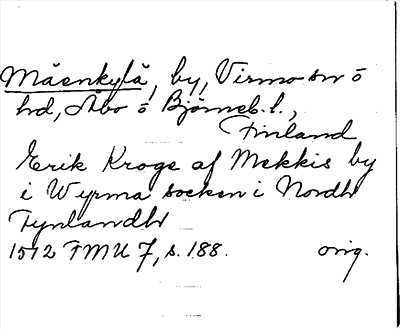 Mäenkylä, by, Virmo sn o
hd, Åbo o Björneb. l.,
Finland
Erik Kroge af Mekkis by
i Wyrma socken i Nordh
Fynlandh
1512 FMU 7, s. 188. orig.